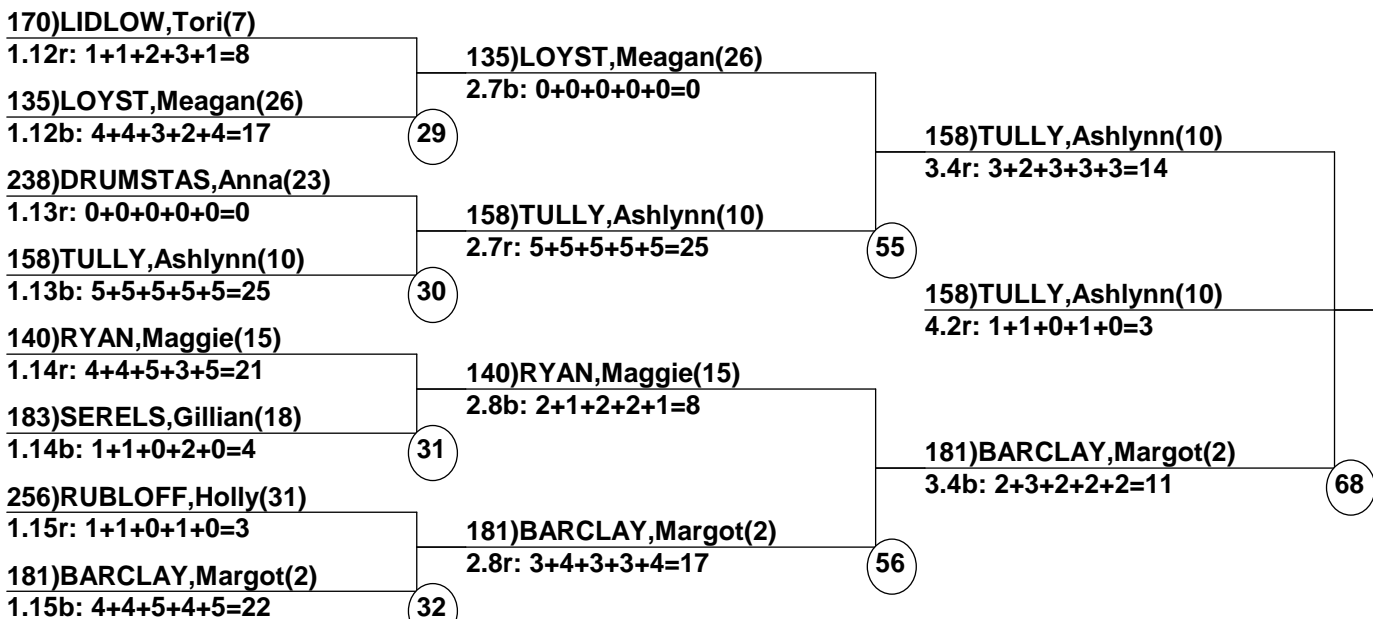 170)LIDLOW,Tori(7)
1.12r: 1+1+2+3+1=8
135)LOYST,Meagan(26)
1.12b: 4+4+3+2+4=17
29
238)DRUMSTAS,Anna(23)
1.13r: 0+0+0+0+0=0
158)TULLY,Ashlynn(10)
1.13b: 5+5+5+5+5=25
30
140)RYAN,Maggie(15)
1.14r: 4+4+5+3+5=21
183)SERELS,Gillian(18)
1.14b: 1+1+0+2+0=4
31
256)RUBLOFF,Holly(31)
1.15r: 1+1+0+1+0=3
181)BARCLAY,Margot(2)
1.15b: 4+4+5+4+5=22
32
135)LOYST,Meagan(26)
2.7b: 0+0+0+0+0=0
158)TULLY,Ashlynn(10)
2.7r: 5+5+5+5+5=25
55
140)RYAN,Maggie(15)
2.8b: 2+1+2+2+1=8
181)BARCLAY,Margot(2)
2.8r: 3+4+3+3+4=17
56
158)TULLY,Ashlynn(10)
3.4r: 3+2+3+3+3=14
158)TULLY,Ashlynn(10)
4.2r: 1+1+0+1+0=3
181)BARCLAY,Margot(2)
3.4b: 2+3+2+2+2=11
68